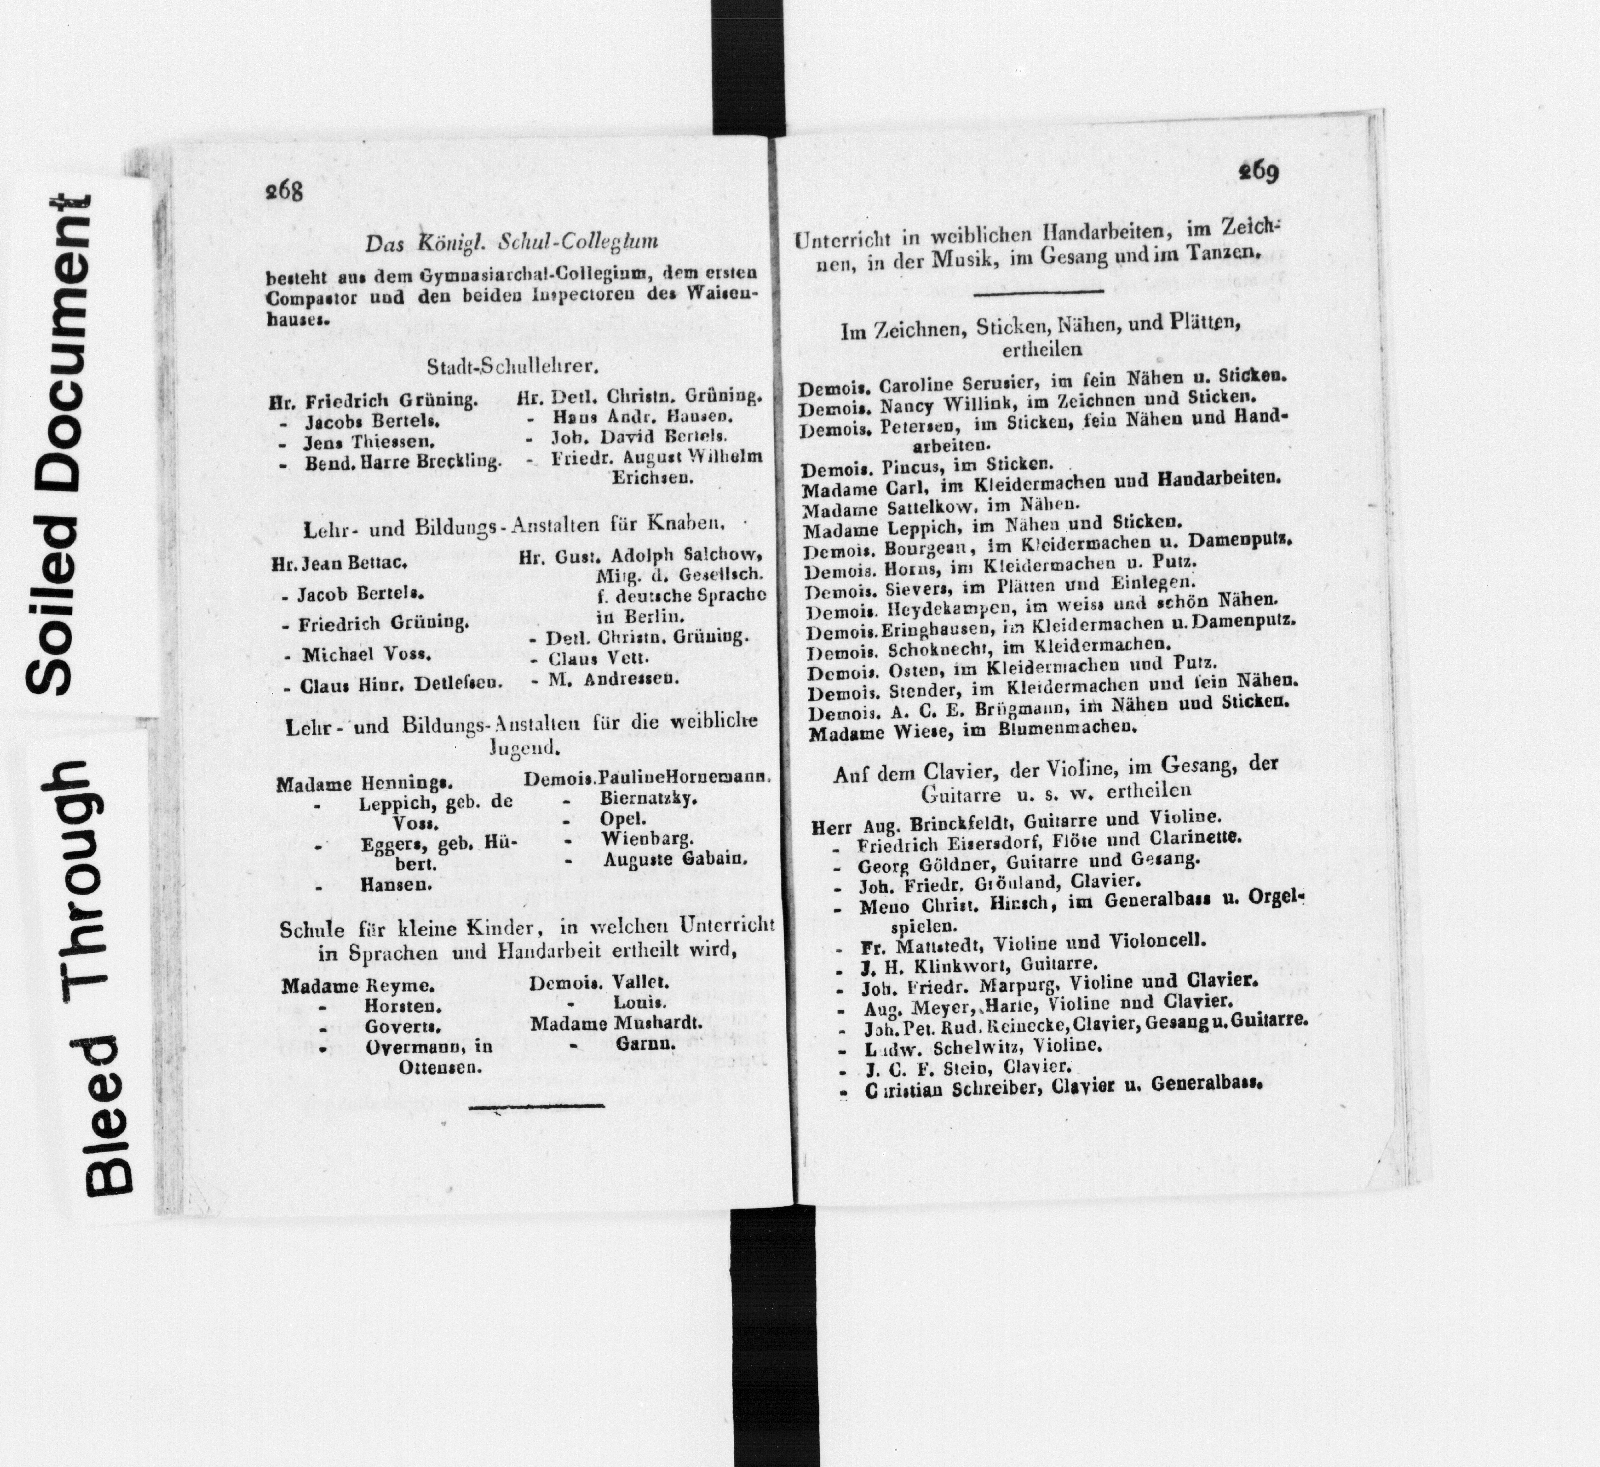 Soiled Document
Bleed Through
268
Das Königl. Schul-Collegium
besteht aus dem Gymnasiarchal-Collegium, dem ersten
Compastor und den beiden Inspectoren des Waisen-
hauses.
Stadt-Schullehrer.
Hr. Friedrich Grüning.
- Jacobs Bertels.
- Jens Thiessen.
- Bend. Harre Breckling.
Hr. Detl. Christn. Grüning.
- Hans Andr. Hansen.
- Joh. David Bertels.
- Friedr. August Wilhelm
Erichsen.
Lehr- und Bildungs-Anstalten für Knaben.
Hr. Jean Bettac.
- Jacob Bertels.
- Friedrich Grüning.
- Michael Voss.
- Claus Hinr. Detlefsen.
Hr. Gust. Adolph Salchow,
Mitg. d. Gesellsch.
f. deutsche Sprache
in Berlin.
- Detl. Christn. Grüning.
- Claus Vett.
- M. Andressen.
Lehr- und Bildungs-Anstalten für die weibliche
Jugend.
Madame Hennings.
- Leppich, geb. de
Voss.
- Eggers, geb. Hü-
bert.
- Hansen.
Demois. Pauline Hornemann.
- Biernatzky.
- Opel.
- Wienbarg.
- Auguste Gabain.
Schule für kleine Kinder, in welchen Unterricht
in Sprachen und Handarbeit ertheilt wird,
Madame Reyme.
- Horsten.
- Goverts.
- Overmann, in
Ottensen.
Demois. Vallet.
- Louis.
Madame Mushardt.
- Garnn.
269
Unterricht in weiblichen Handarbeiten, im Zeich-
nen, in der Musik, im Gesang und im Tanzen.
Im Zeichnen, Sticken, Nähen, und Plätten,
ertheilen
Demois. Caroline Serusier, im fein Nähen u. Sticken.
Demois. Nancy Willink, im Zeichnen und Sticken.
Demois. Petersen, im Sticken, fein Nähen und Hand-
arbeiten.
Demois. Pincus, im Sticken.
Madame Carl, im Kleidermachen und Handarbeiten.
Madame Sattelkow, im Nähen.
Madame Leppich, im Nähen und Sticken.
Demois. Bourgeau, im Kleidermachen u. Damenputz.
Demois. Horns, im Kleidermachen u. Putz.
Demois. Sievers, im Plätten und Einlegen.
Demois. Heydekampen, im weiss und schön Nähen.
Demois. Eringhausen, im Kleidermachen u. Damenputz.
Demois. Schoknecht, im Kleidermachen.
Demois. Osten, im Kleidermachen und Putz.
Demois. Stender, im Kleidermachen und fein Nähen.
Demois. A. C. E. Brügmann, im Nähen und Sticken.
Madame Wiese, im Blumenmachen.
Auf dem Clavier, der Violine, im Gesang, der
Guitarre u. s. w. ertheilen
Herr Aug. Brinckfeldt, Guitarre und Violine.
- Friedrich Eisersdorf, Flöte und Clarinette.
- Georg Göldner, Guitarre und Gesang.
- Joh. Friedr. Grönland, Clavier.
- Meno Christ. Hirsch, im Generalbass u. Orgel-
spielen.
- Fr. Mattstedt, Violine und Violoncell.
- J. H. Klinkwort, Guitarre.
- Joh. Friedr. Marpurg, Violine und Clavier.
- Aug. Meyer, Harfe, Violine und Clavier.
- Joh. Pet. Rud. Reinecke, Clavier, Gesang u. Guitarre.
- Ludw. Schelwitz, Violine.
- J. C. F. Stein, Clavier.
- Christian Schreiber, Clavier u. Generalbass.